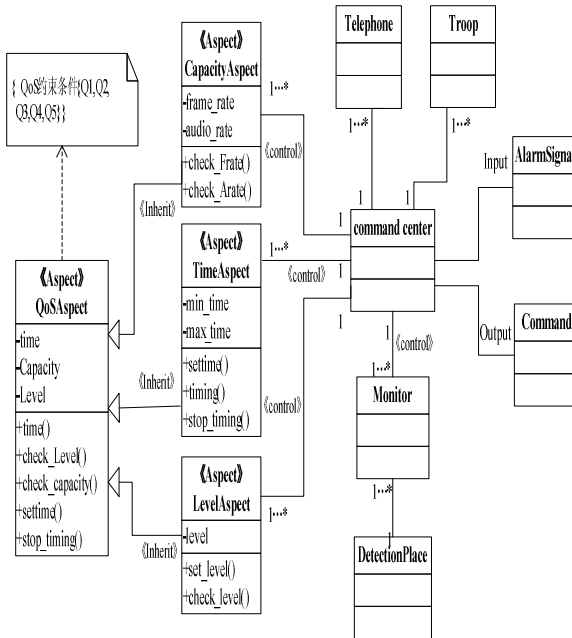 { QoS约束条件{Q1,Q2,
Q3,Q4,Q5} }
《Aspect》
QoSAspect
-time
-Capacity
-Level
+time()
+check_Level()
+check_capacity()
+settime()
+stop_timing()
《Inherit》
《Inherit》
《Inherit》
《Aspect》
CapacityAspect
-frame_rate
-audio_rate
+check_Frate()
+check_Arate()
《Aspect》
TimeAspect
-min_time
-max_time
+settime()
+timing()
+stop_timing()
《Aspect》
LevelAspect
-level
+set_level()
+check_level()
1...*
《control》
1
1...*
《control》
1
《control》
1...*
1
Telephone
1...*
1
Troop
1...*
1
command center
Input
AlarmSigna
Output
Command
1
《control》
1...*
Monitor
1...*
1
DetectionPlace